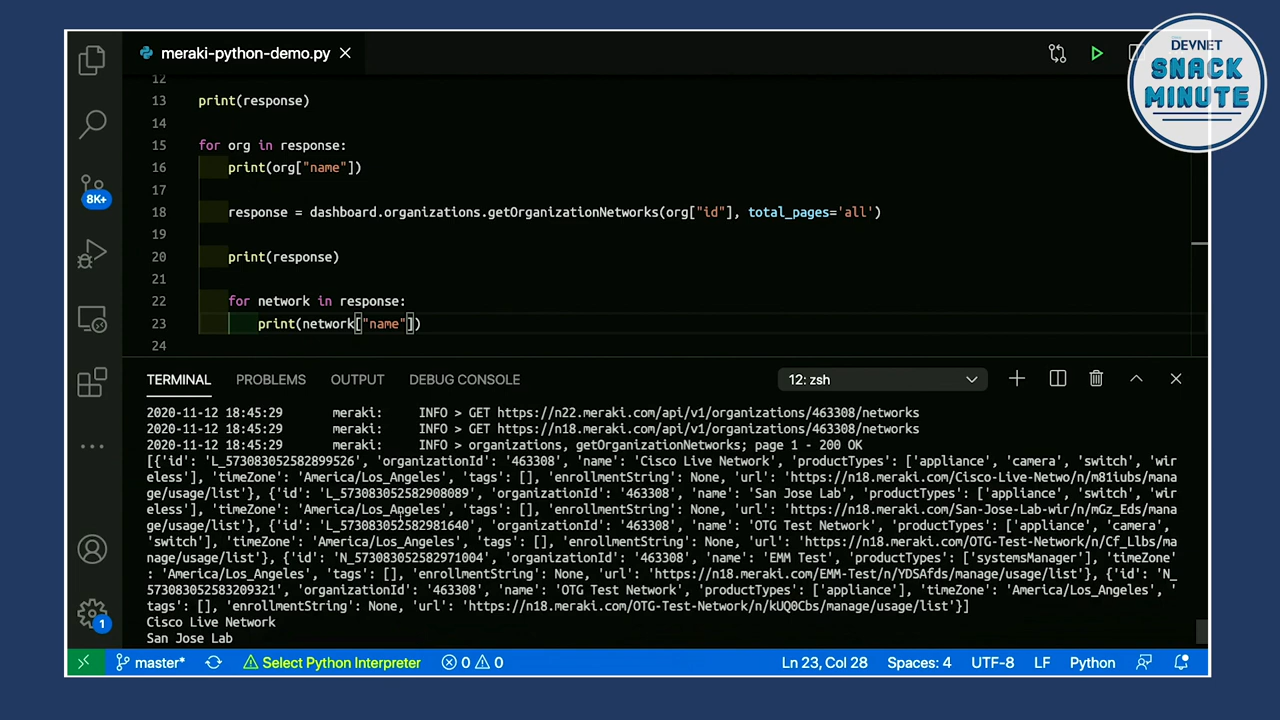 DEVNET
SNACK
MINUTE
meraki-python-demo.py
12
13 print(response)
14
15 for org in response:
16 print(org["name"])
17
18 response = dashboard.organizations.getOrganizationNetworks(org["id"], total_pages='all')
19
20 print(response)
21
22 for network in response:
23 print(network["name"])
24
8K+
TERMINAL PROBLEMS OUTPUT DEBUG CONSOLE 12: zsh
2020-11-12 18:45:29 meraki: INFO > GET https://n22.meraki.com/api/v1/organizations/463308/networks
2020-11-12 18:45:29 meraki: INFO > GET https://n18.meraki.com/api/v1/organizations/463308/networks
2020-11-12 18:45:29 meraki: INFO > organizations, getOrganizationNetworks; page 1 - 200 OK
[{'id': 'L_573083052582899526', 'organizationId': '463308', 'name': 'Cisco Live Network', 'productTypes': ['appliance', 'camera', 'switch', 'wir
eless'], 'timeZone': 'America/Los_Angeles', 'tags': [], 'enrollmentString': None, 'url': 'https://n18.meraki.com/Cisco-Live-Netwo/n/m81iubs/mana
ge/usage/list'}, {'id': 'L_573083052582908089', 'organizationId': '463308', 'name': 'San Jose Lab', 'productTypes': ['appliance', 'switch', 'wir
eless'], 'timeZone': 'America/Los_Angeles', 'tags': [], 'enrollmentString': None, 'url': 'https://n18.meraki.com/San-Jose-Lab-wir/n/mGz_Eds/mana
ge/usage/list'}, {'id': 'L_573083052582981640', 'organizationId': '463308', 'name': 'OTG Test Network', 'productTypes': ['appliance', 'camera',
'switch'], 'timeZone': 'America/Los_Angeles', 'tags': [], 'enrollmentString': None, 'url': 'https://n18.meraki.com/OTG-Test-Network/n/Cf_Llbs/ma
nage/usage/list'}, {'id': 'N_573083052582971004', 'organizationId': '463308', 'name': 'EMM Test', 'productTypes': ['systemsManager'], 'timeZone'
: 'America/Los_Angeles', 'tags': [], 'enrollmentString': None, 'url': 'https://n18.meraki.com/EMM-Test/n/YDSAfds/manage/usage/list'}, {'id': 'N_
573083052583209321', 'organizationId': '463308', 'name': 'OTG Test Network', 'productTypes': ['appliance'], 'timeZone': 'America/Los_Angeles', '
tags': [], 'enrollmentString': None, 'url': 'https://n18.meraki.com/OTG-Test-Network/n/kUQ0Cbs/manage/usage/list'}]
Cisco Live Network
San Jose Lab
1
master* Select Python Interpreter 0 0 Ln 23, Col 28 Spaces: 4 UTF-8 LF Python